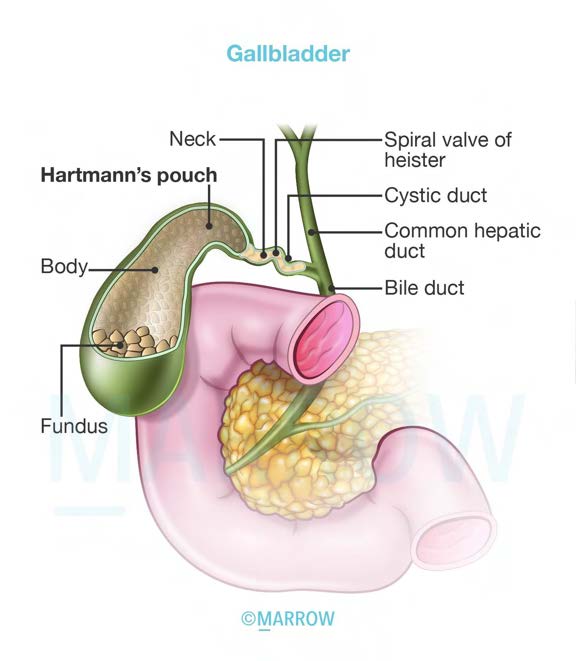 Gallbladder
Neck
Spiral valve of
heister
Hartmann's pouch
Cystic duct
Common hepatic
duct
Body
Bile duct
Fundus
MARROW
©MARROW